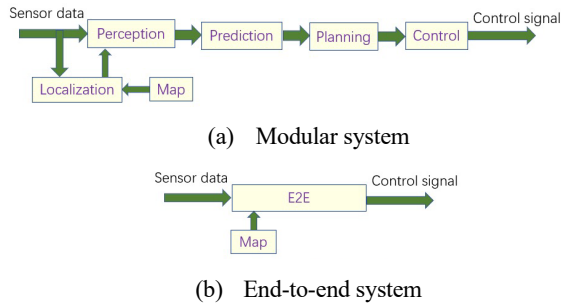 Sensor data
Control signal
Perception
Prediction
Planning
Control
Localization
Map
(a) Modular system
Sensor data
Control signal
E2E
Map
(b) End-to-end system